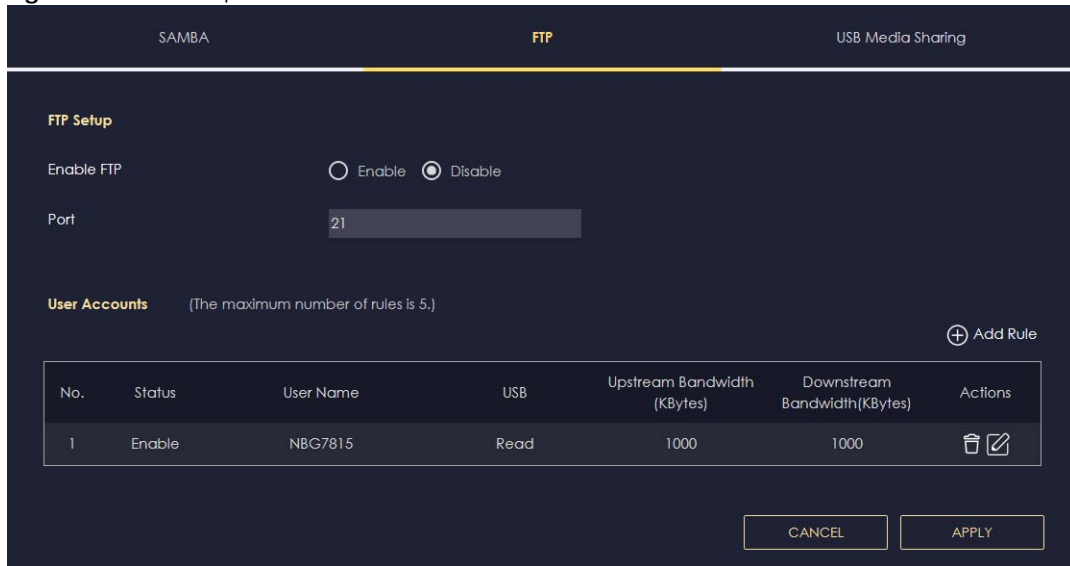 SAMBA FTP USB Media Sharing
FTP Setup
Enable FTP Enable Disable
Port 21
User Accounts (The maximum number of rules is 5.)
Add Rule
No. Status User Name USB Upstream Bandwidth (KBytes) Downstream Bandwidth(KBytes) Actions
1 Enable NBG7815 Read 1000 1000
CANCEL APPLY